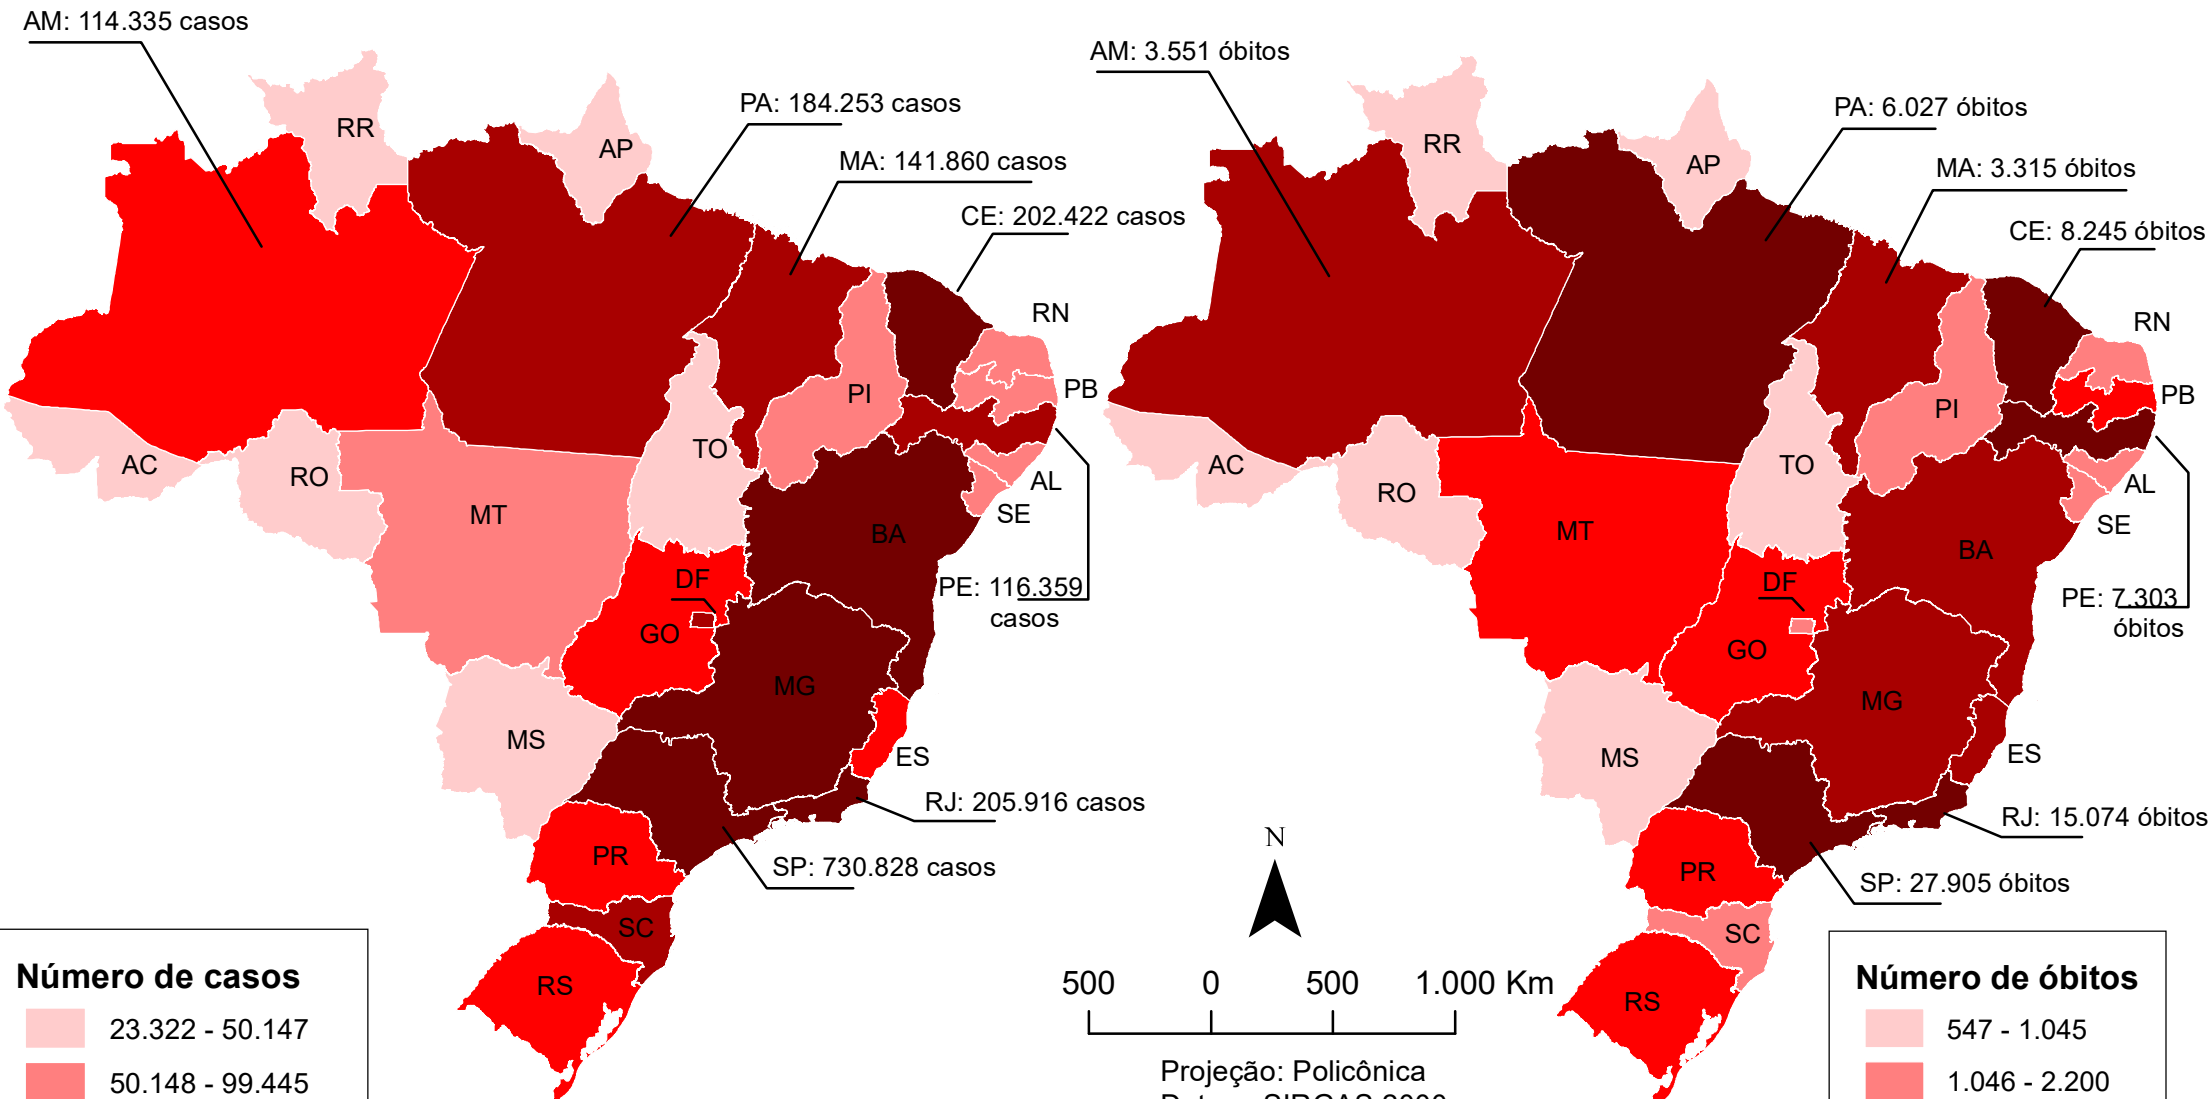 AM: 114.335 casos
RR
AP
PA: 184.253 casos
MA: 141.860 casos
CE: 202.422 casos
RN
PB
PI
TO
AC
RO
MT
AL
SE
BA
PE: 116.359
casos
DF
GO
MG
MS
ES
RJ: 205.916 casos
SP: 730.828 casos
PR
SC
RS
Número de casos
23.322 - 50.147
50.148 - 99.445
AM: 3.551 óbitos
RR
AP
PA: 6.027 óbitos
MA: 3.315 óbitos
CE: 8.245 óbitos
RN
PB
PI
TO
AC
RO
MT
AL
SE
BA
PE: 7.303
óbitos
DF
GO
MG
MS
ES
RJ: 15.074 óbitos
SP: 27.905 óbitos
PR
SC
RS
N
500 0 500 1.000 Km
Projeção: Policônica
Número de óbitos
547 - 1.045
1.046 - 2.200